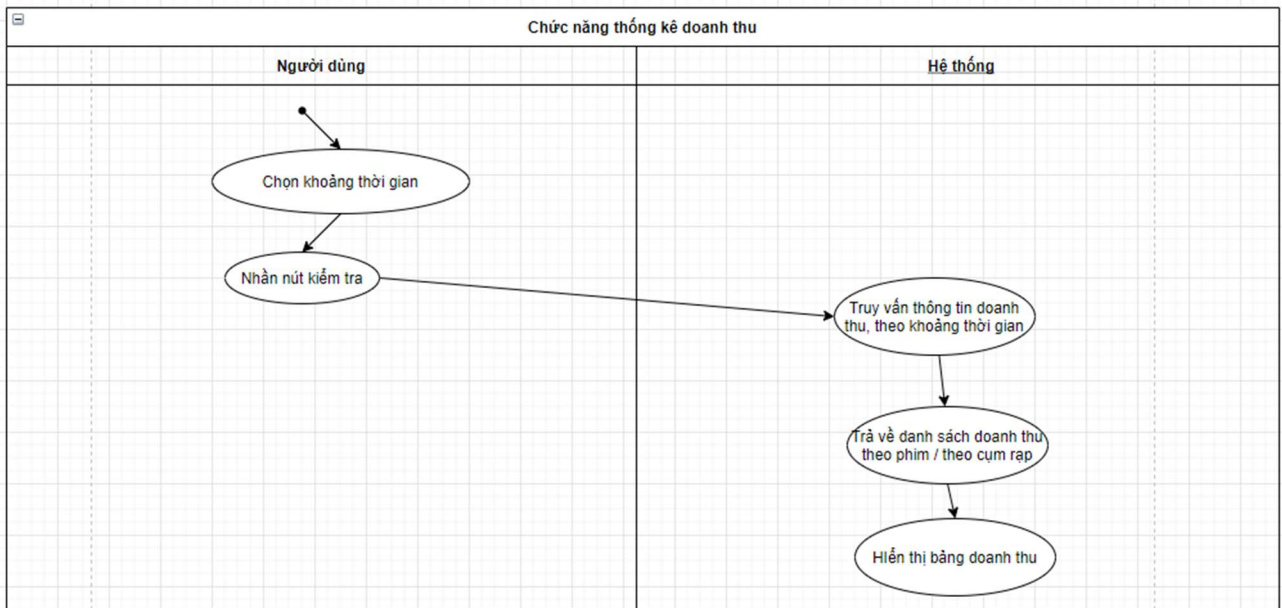 Chức năng thống kê doanh thu
Người dùng
Hệ thống
Chọn khoảng thời gian
Nhần nút kiểm tra
Truy vấn thông tin doanh
thu, theo khoảng thời gian
Trả về danh sách doanh thu
theo phim / theo cụm rạp
HIển thị bảng doanh thu